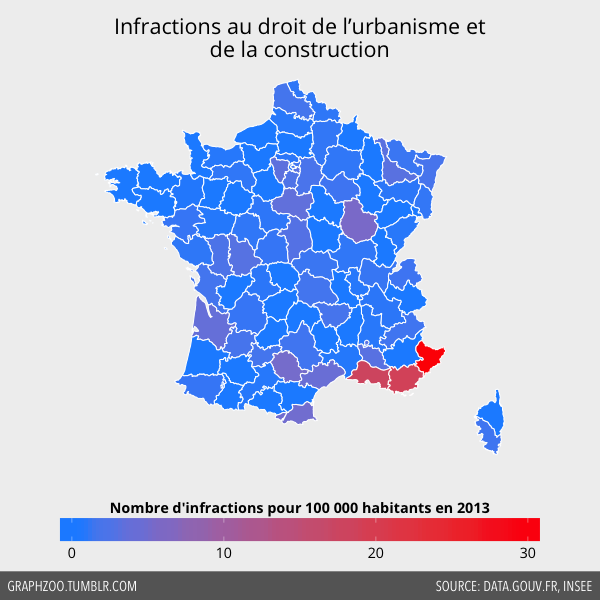 Infractions au droit de l’urbanisme et
de la construction
Nombre d'infractions pour 100 000 habitants en 2013
0 10 20 30
GRAPHZOO.TUMBLR.COM SOURCE: DATA.GOUV.FR, INSEE